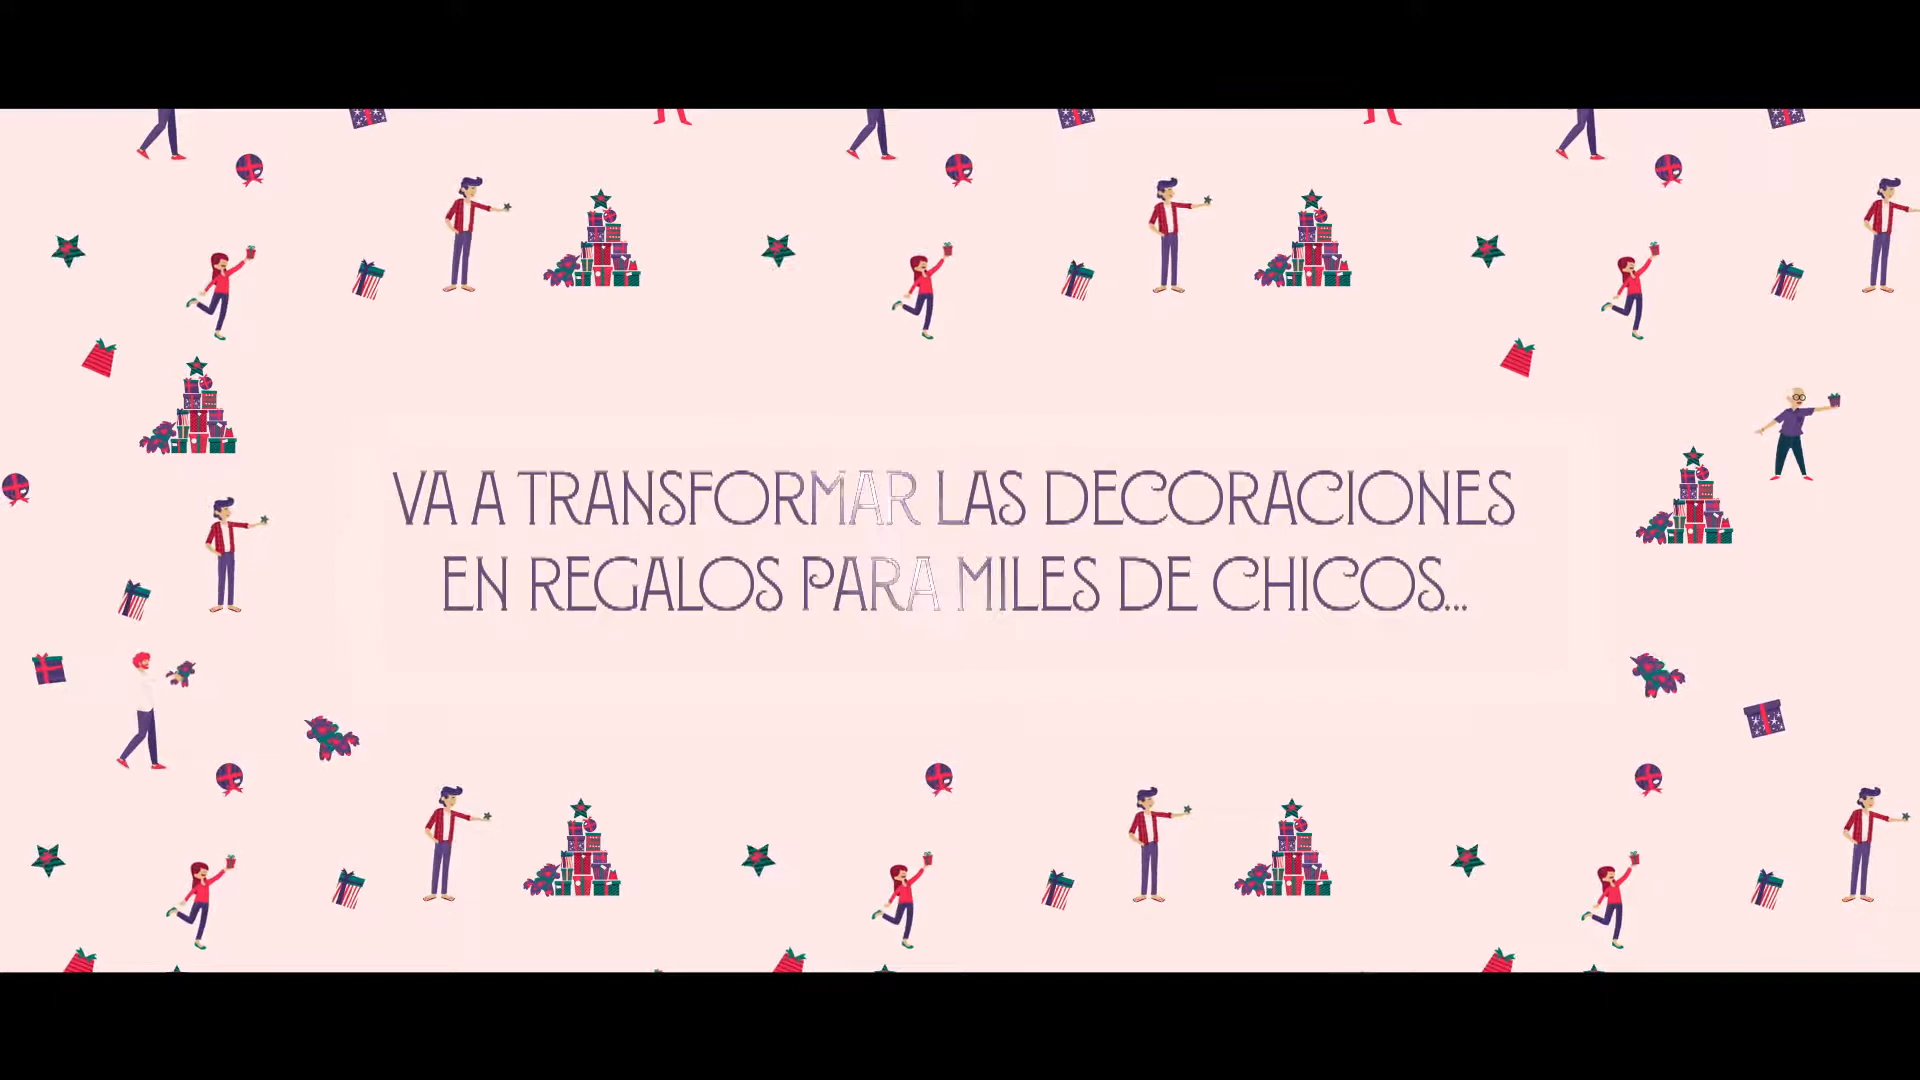 VA A TRANSFORMAR LAS DECORACIONES
EN REGALOS PARA MILES DE CHICOS...